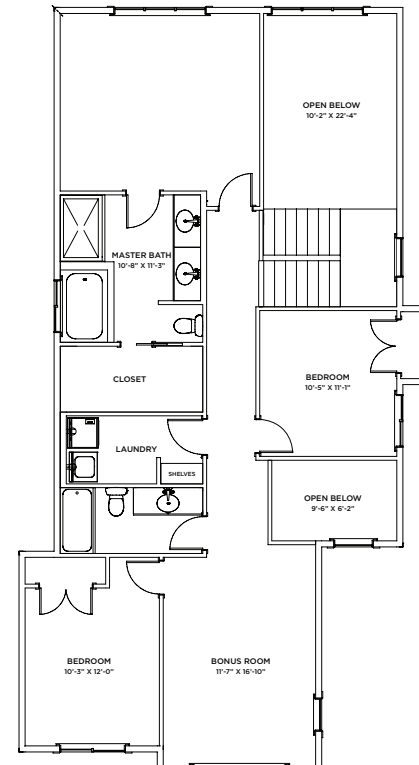 OPEN BELOW
10'-2" X 22'-4"
MASTER BATH
10'-8" X 11'-3"
CLOSET
BEDROOM
10'-5" X 11'-1"
LAUNDRY
SHELVES
OPEN BELOW
9'-6" X 6'-2"
BEDROOM
10'-3" X 12'-0"
BONUS ROOM
11'-7" X 16'-10"